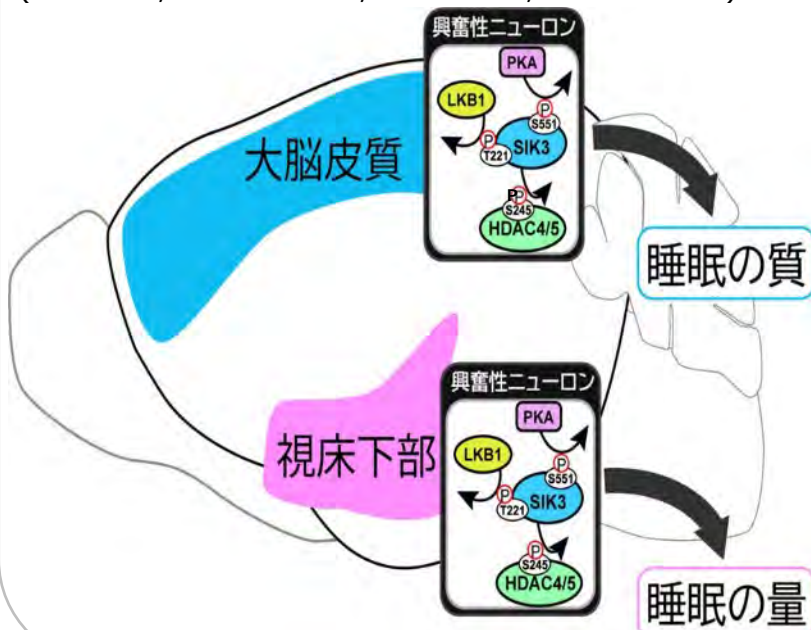 興奮性ニューロン
PKA
LKB1
P
S551
P
T221
SIK3
P
P
S245
HDAC4/5
大脳皮質
睡眠の質
興奮性ニューロン
PKA
LKB1
P
S551
P
T221
SIK3
P
S245
HDAC4/5
視床下部
睡眠の量